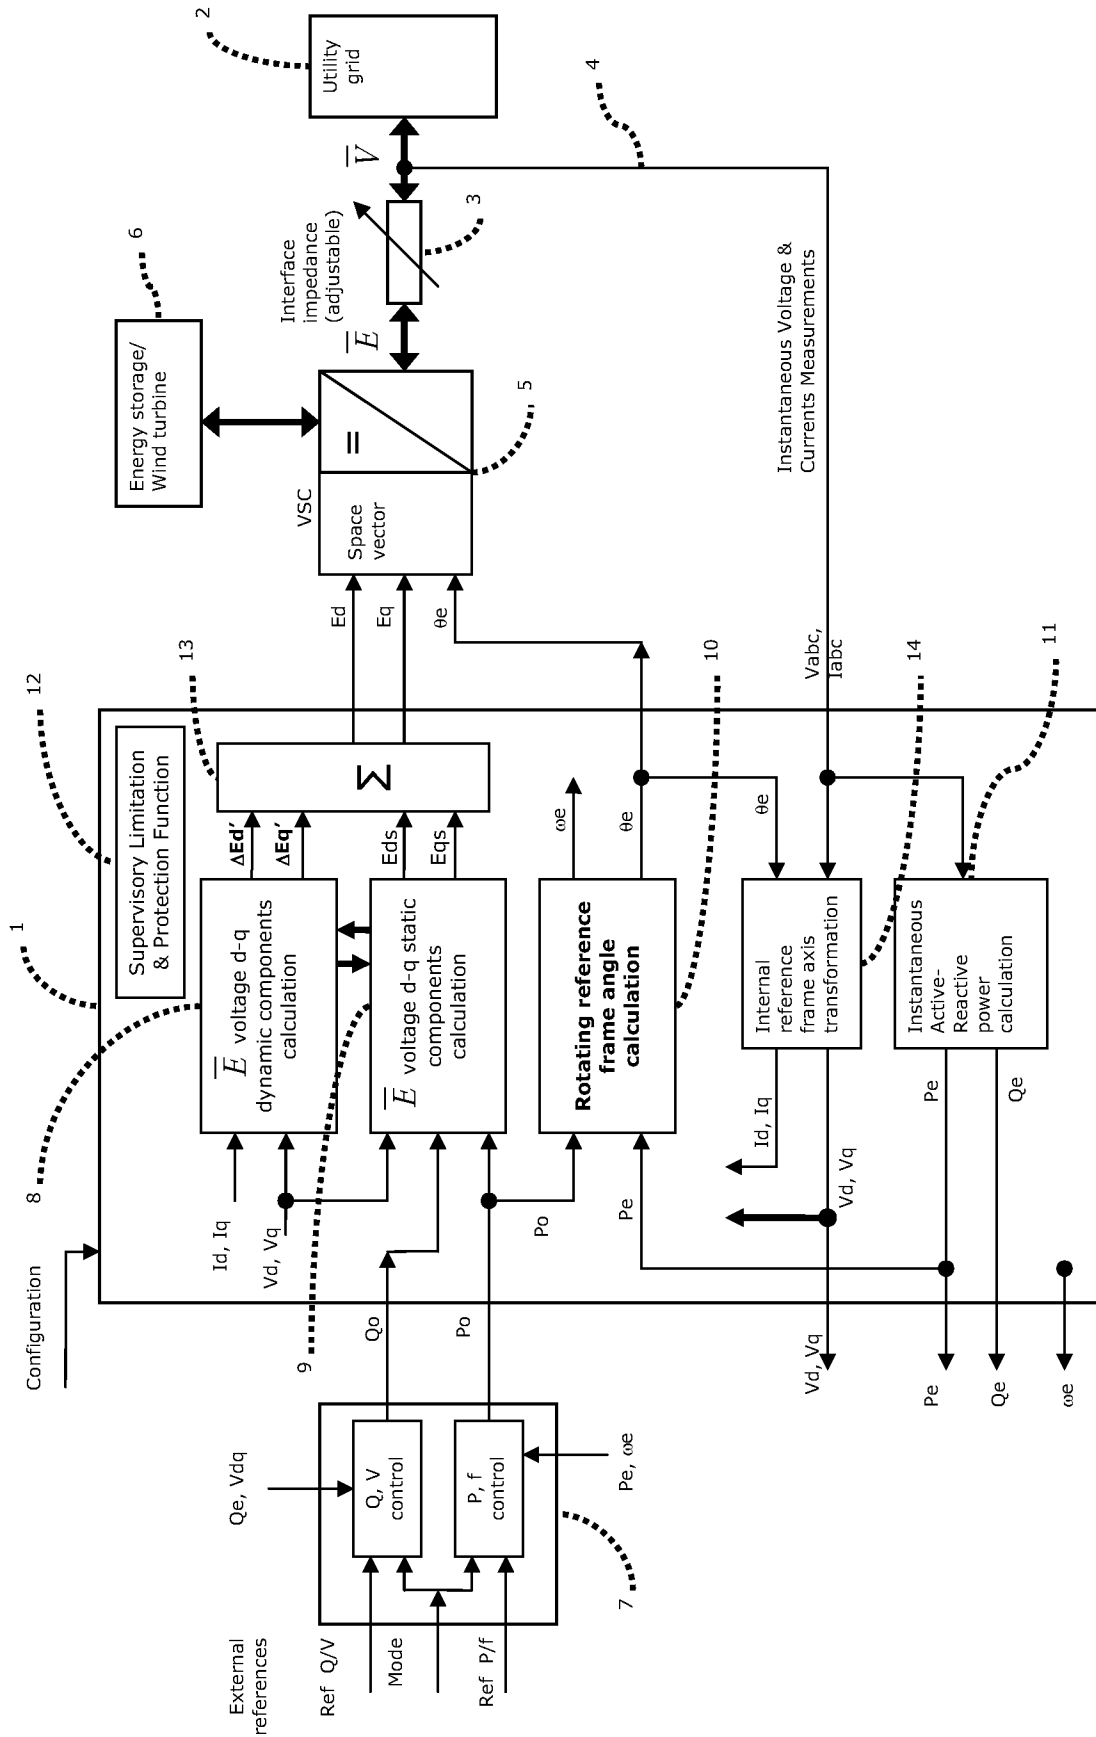 Configuration
1
12
Supervisory Limitation
& Protection Function
13
6
Energy storage/
Wind turbine
2
Utility
grid
8
E voltage d-q
dynamic components
calculation
ΔEd’
ΔEq’
Σ
Id, Iq
Vd, Vq
9
E voltage d-q static
components
calculation
Eds
Eqs
Ed
Eq
θe
VSC
Space
vector
=
5
E
Interface
impedance
(adjustable)
3
V
4
External
references
Ref Q/V
Mode
Ref P/f
Qe, Vdq
Q, V
control
P, f
control
Pe, ωe
7
Qo
Po
Po
Pe
Rotating reference
frame angle
calculation
ωe
θe
10
θe
Internal
reference
frame axis
transformation
14
Id, Iq
Vd, Vq
Vd, Vq
Vabc,
Iabc
Instantaneous Voltage &
Currents Measurements
Instantaneous
Active-
Reactive
power
calculation
11
Pe
Qe
Pe
Qe
ωe